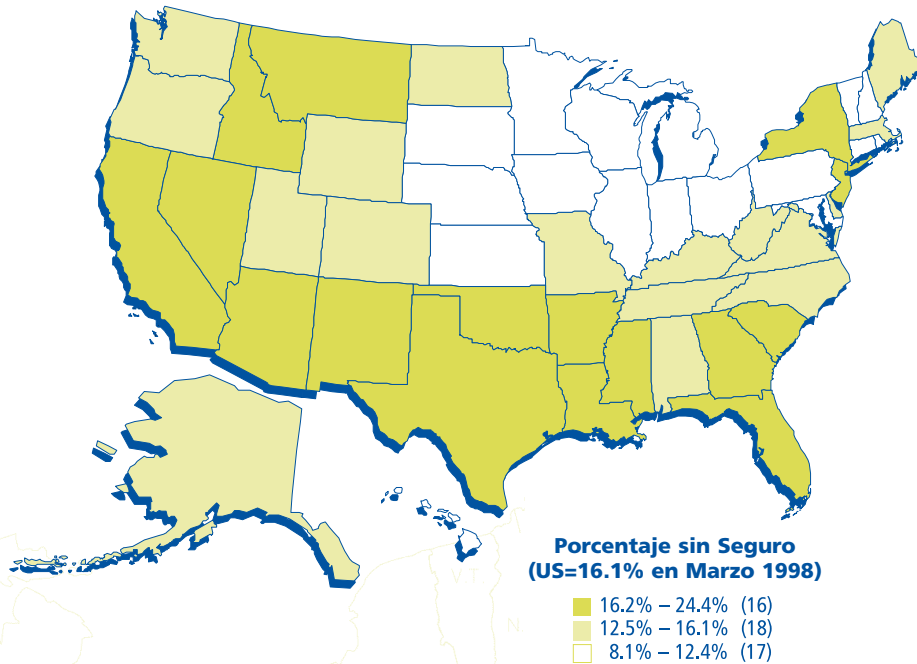 Porcentaje sin Seguro
(US=16.1% en Marzo 1998)
16.2% – 24.4% (16)
12.5% – 16.1% (18)
8.1% – 12.4% (17)
VT
N